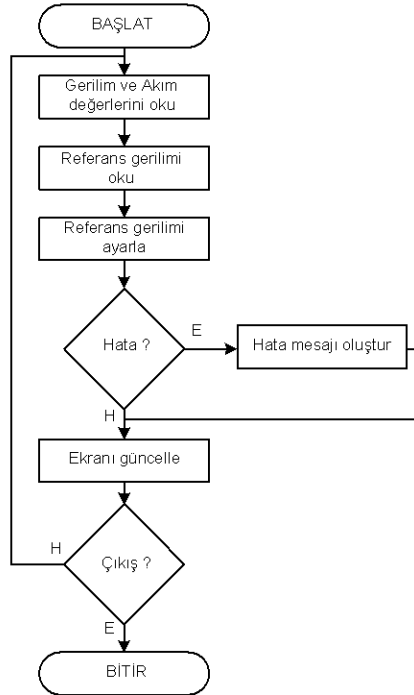 BAŞLAT
Gerilim ve Akım
değerlerini oku
Referans gerilimi
oku
Referans gerilimi
ayarla
Hata ?
E
Hata mesajı oluştur
H
Ekranı güncelle
H
Çıkış ?
E
BİTİR